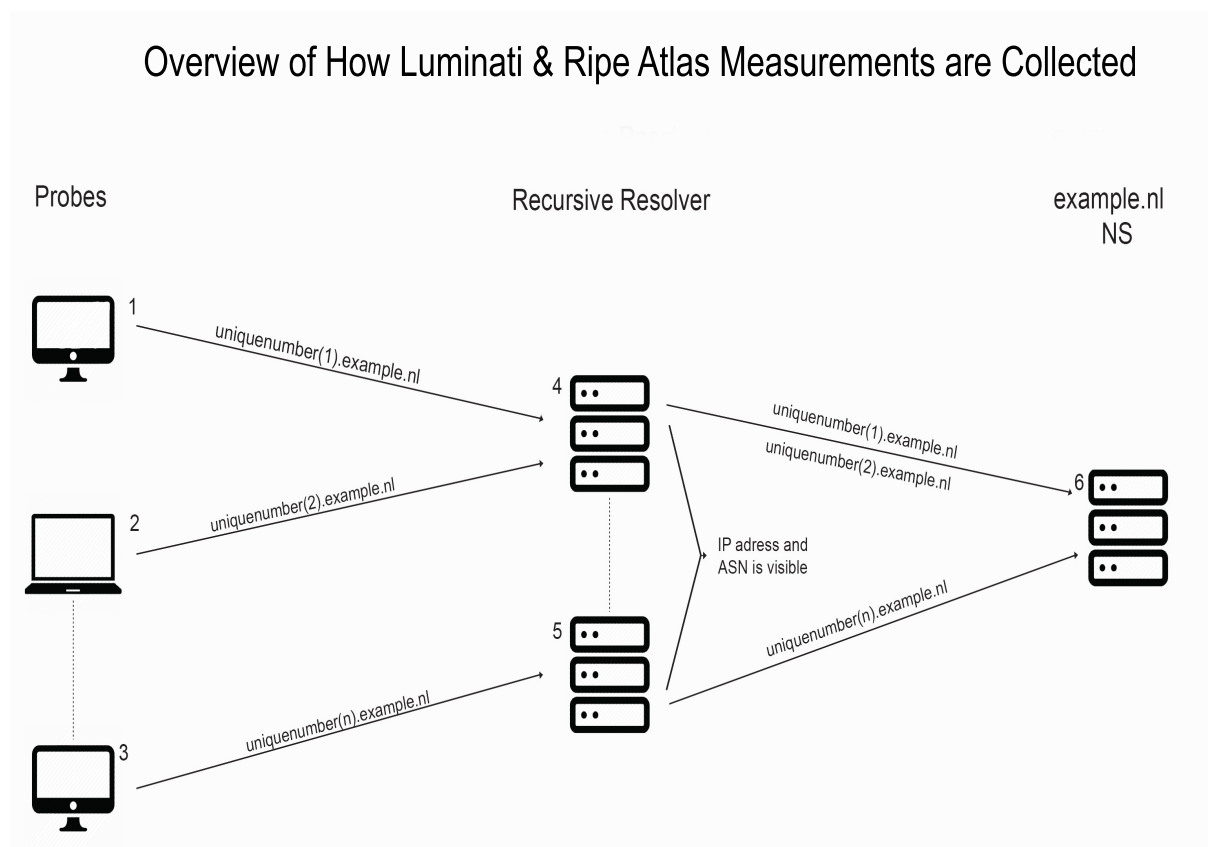 Overview of How Luminati & Ripe Atlas Measurements are Collected
Probes
Recursive Resolver
example.nl
NS
1
uniquenumber(1).example.nl
4
uniquenumber(1).example.nl
uniquenumber(2).example.nl
6
2
uniquenumber(2).example.nl
IP adress and
ASN is visible
5
uniquenumber(n).example.nl
3
uniquenumber(n).example.nl